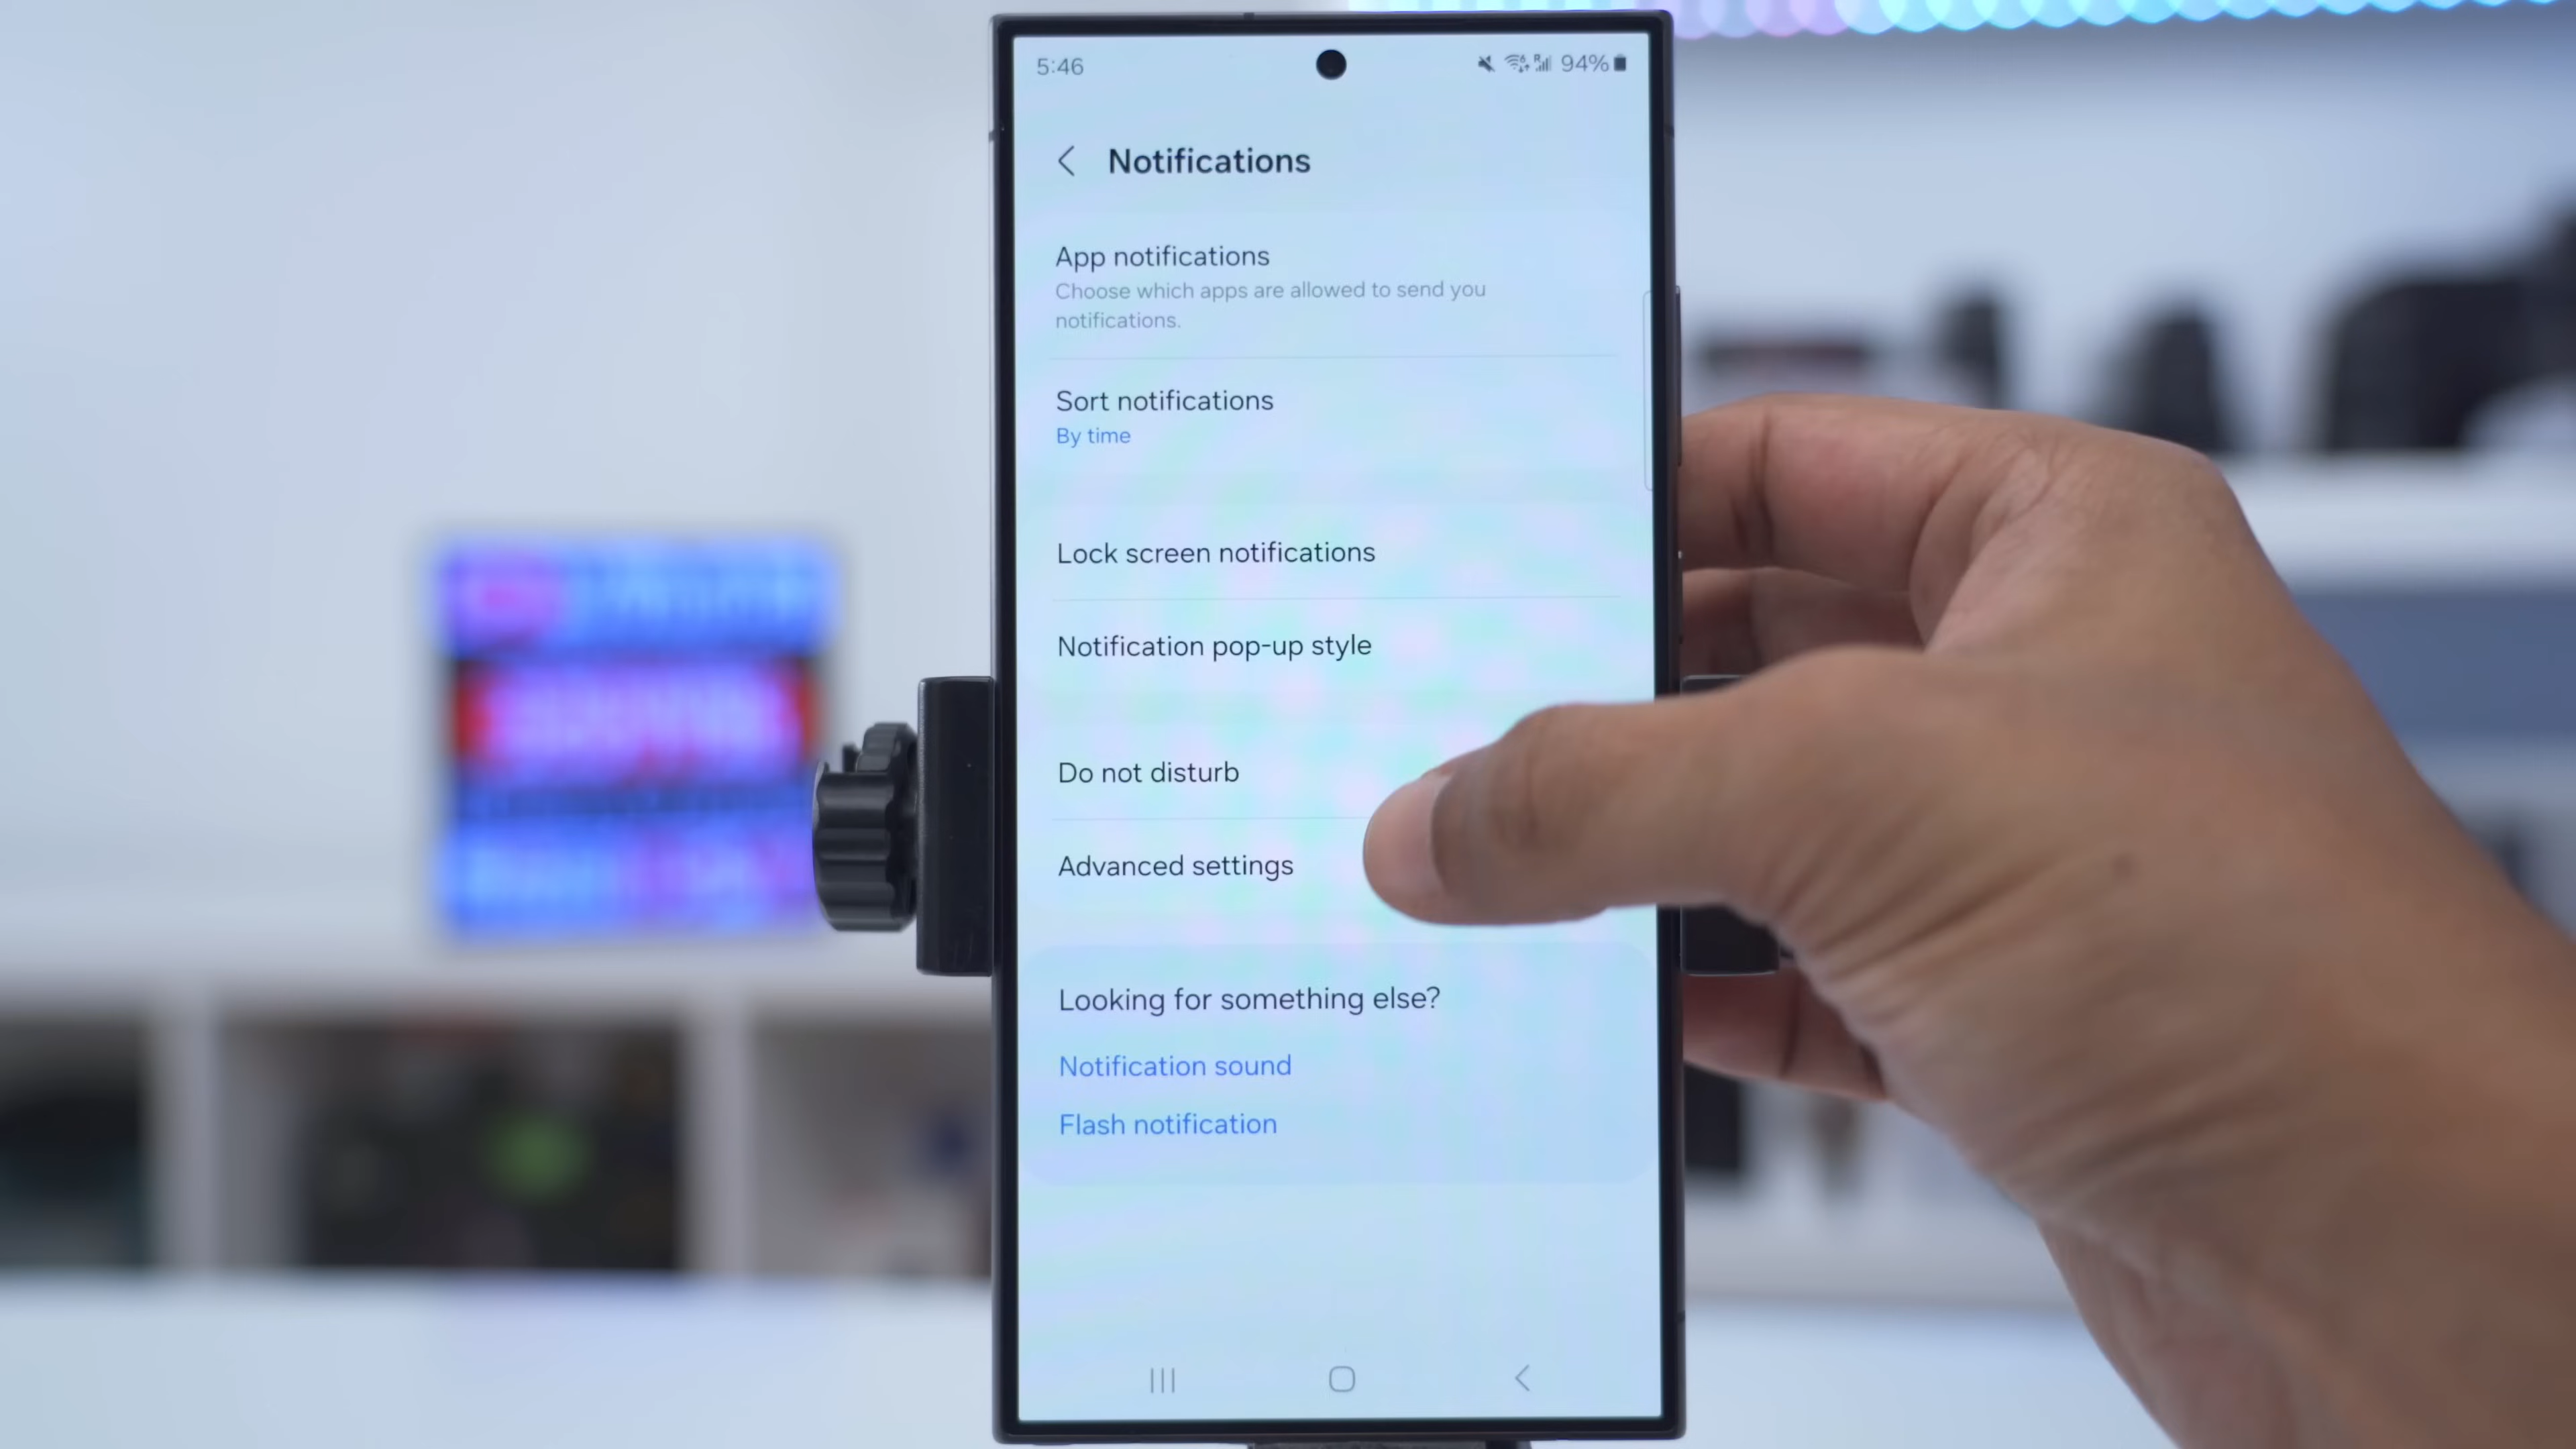 5:46
94%
Notifications
App notifications
Choose which apps are allowed to send you
notifications.
Sort notifications
By time
Lock screen notifications
Notification pop-up style
Do not disturb
Advanced settings
Looking for something else?
Notification sound
Flash notification